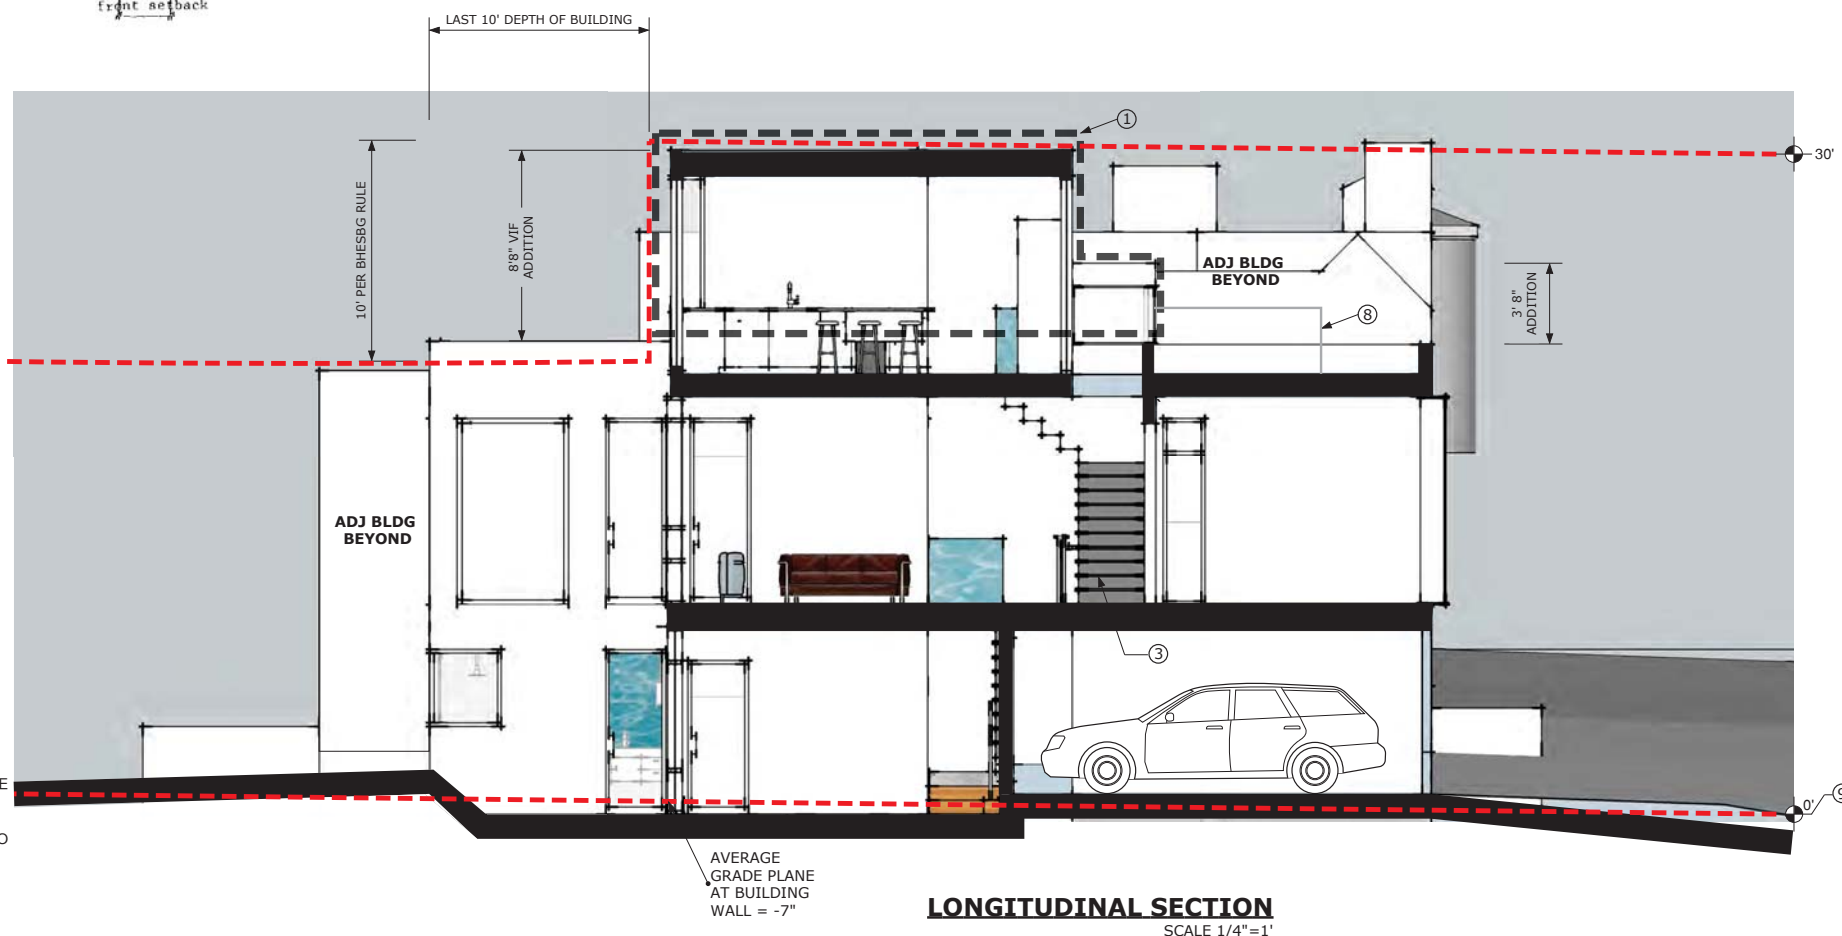 front setback
LAST 10' DEPTH OF BUILDING
1
30'
10' PER BHESBG RULE
8'8" VIF
ADDITION
ADJ BLDG
BEYOND
3' 8"
ADDITION
8
ADJ BLDG
BEYOND
3
E
0'
9
O
AVERAGE
GRADE PLANE
AT BUILDING
WALL = -7"
LONGITUDINAL SECTION
SCALE 1/4"=1'